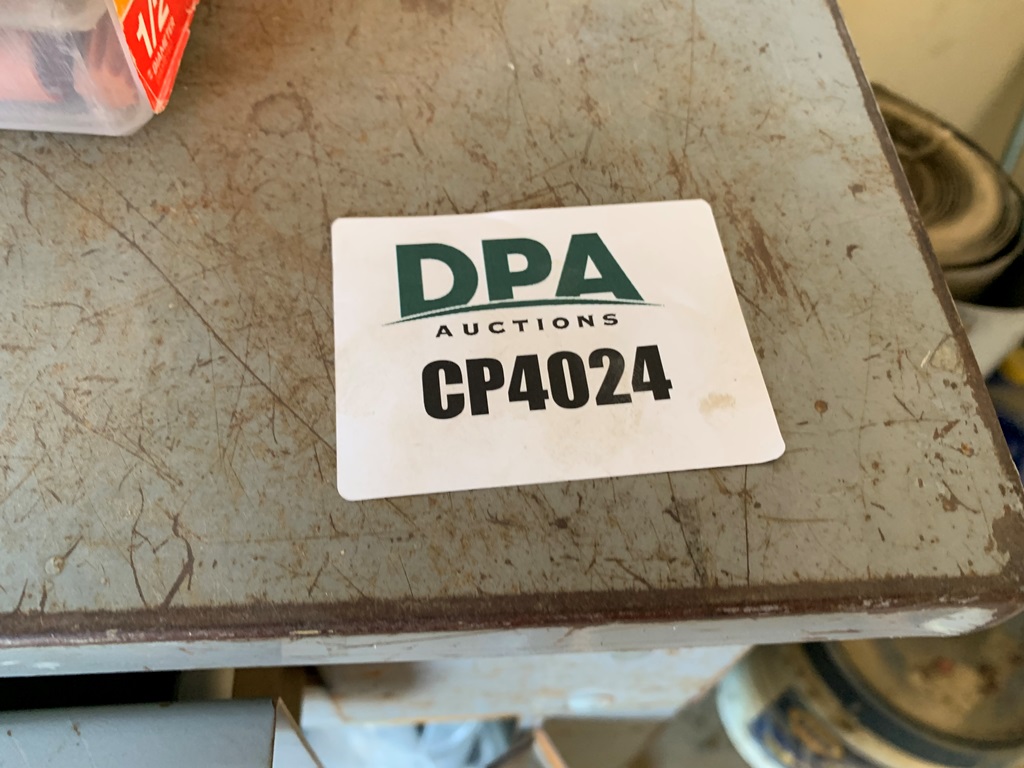 1/2
DPA
AUCTIONS
CP4024